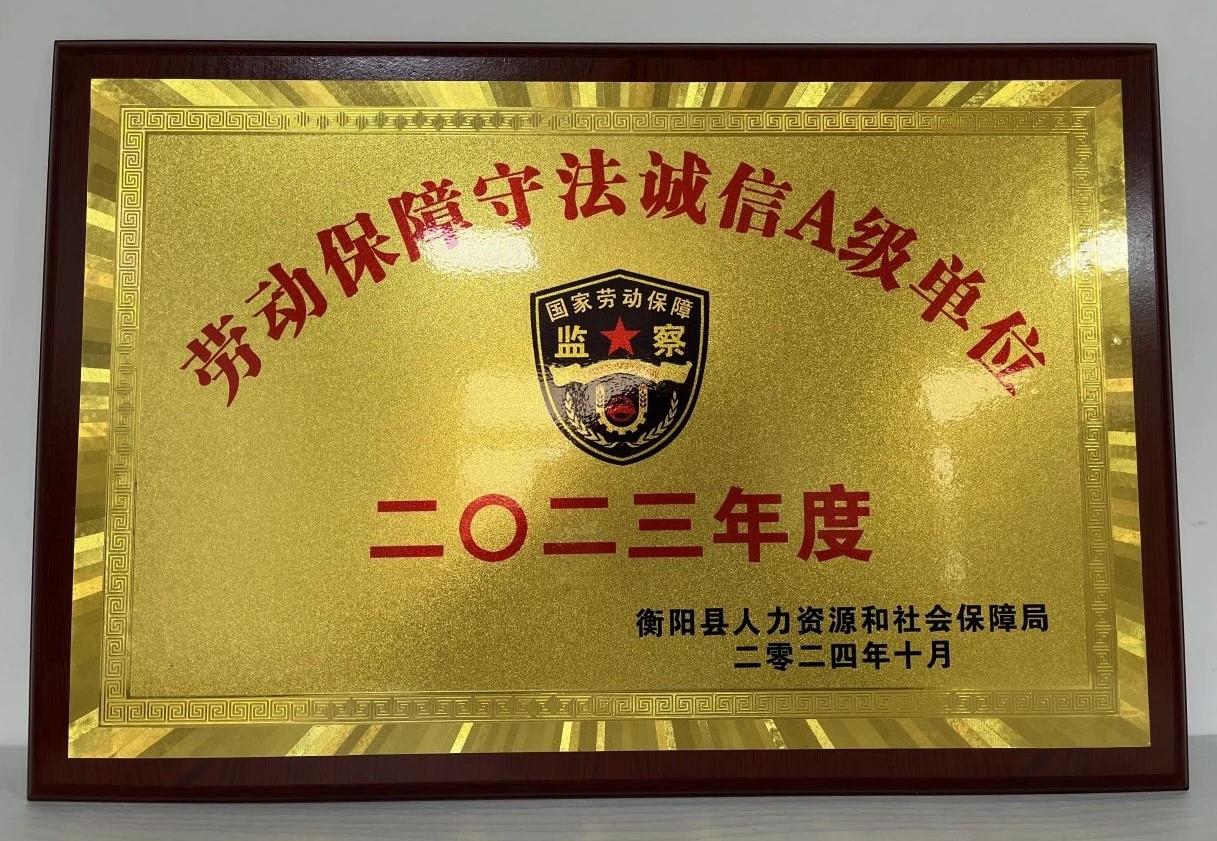 劳动保障守法诚信A级单位
国家劳动保障
监察
二〇二三年度
衡阳县人力资源和社会保障局
二零二四年十月